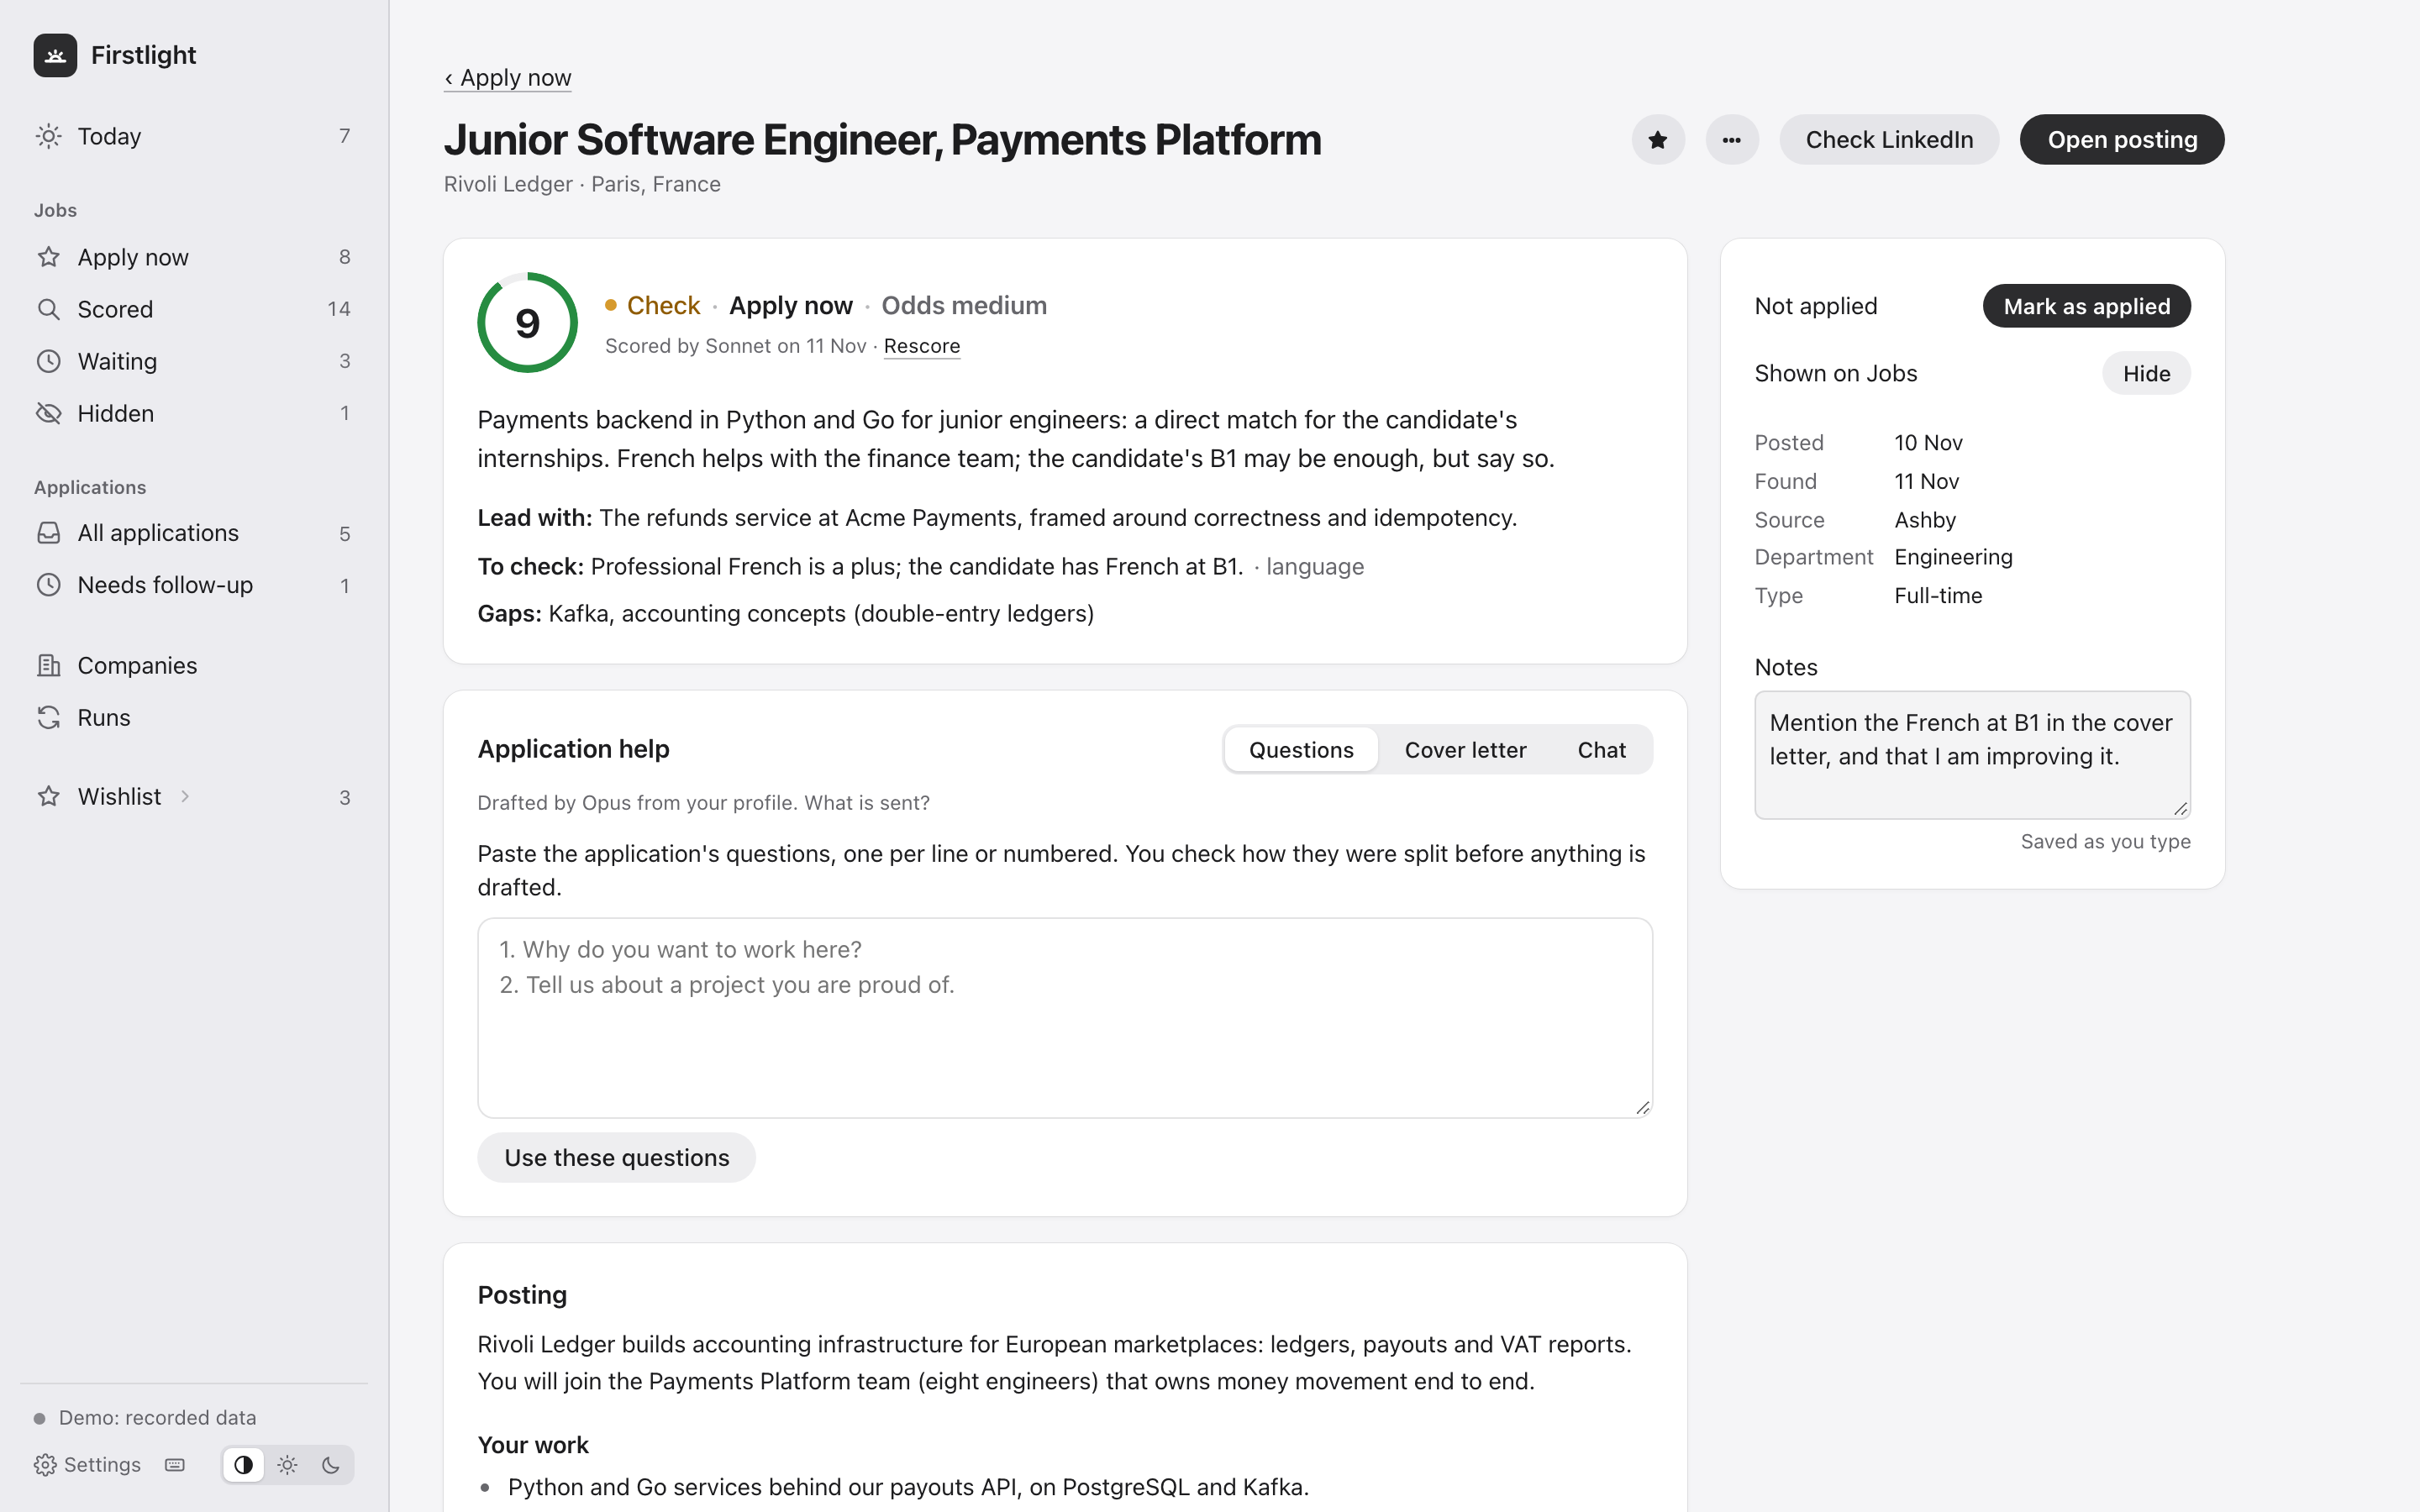 Firstlight
Today 7
Jobs
Apply now 8
Scored 14
Waiting 3
Hidden 1
Applications
All applications 5
Needs follow-up 1
Companies
Runs
Wishlist › 3
Demo: recorded data
Settings
‹ Apply now
Junior Software Engineer, Payments Platform
Rivoli Ledger · Paris, France
Check LinkedIn
Open posting
9
Check · Apply now · Odds medium
Scored by Sonnet on 11 Nov · Rescore
Payments backend in Python and Go for junior engineers: a direct match for the candidate's
internships. French helps with the finance team; the candidate's B1 may be enough, but say so.
Lead with: The refunds service at Acme Payments, framed around correctness and idempotency.
To check: Professional French is a plus; the candidate has French at B1. · language
Gaps: Kafka, accounting concepts (double-entry ledgers)
Application help
Questions Cover letter Chat
Drafted by Opus from your profile. What is sent?
Paste the application's questions, one per line or numbered. You check how they were split before anything is
drafted.
1. Why do you want to work here?
2. Tell us about a project you are proud of.
Use these questions
Posting
Rivoli Ledger builds accounting infrastructure for European marketplaces: ledgers, payouts and VAT reports.
You will join the Payments Platform team (eight engineers) that owns money movement end to end.
Your work
• Python and Go services behind our payouts API, on PostgreSQL and Kafka.
Not applied Mark as applied
Shown on Jobs Hide
Posted 10 Nov
Found 11 Nov
Source Ashby
Department Engineering
Type Full-time
Notes
Mention the French at B1 in the cover
letter, and that I am improving it.
Saved as you type